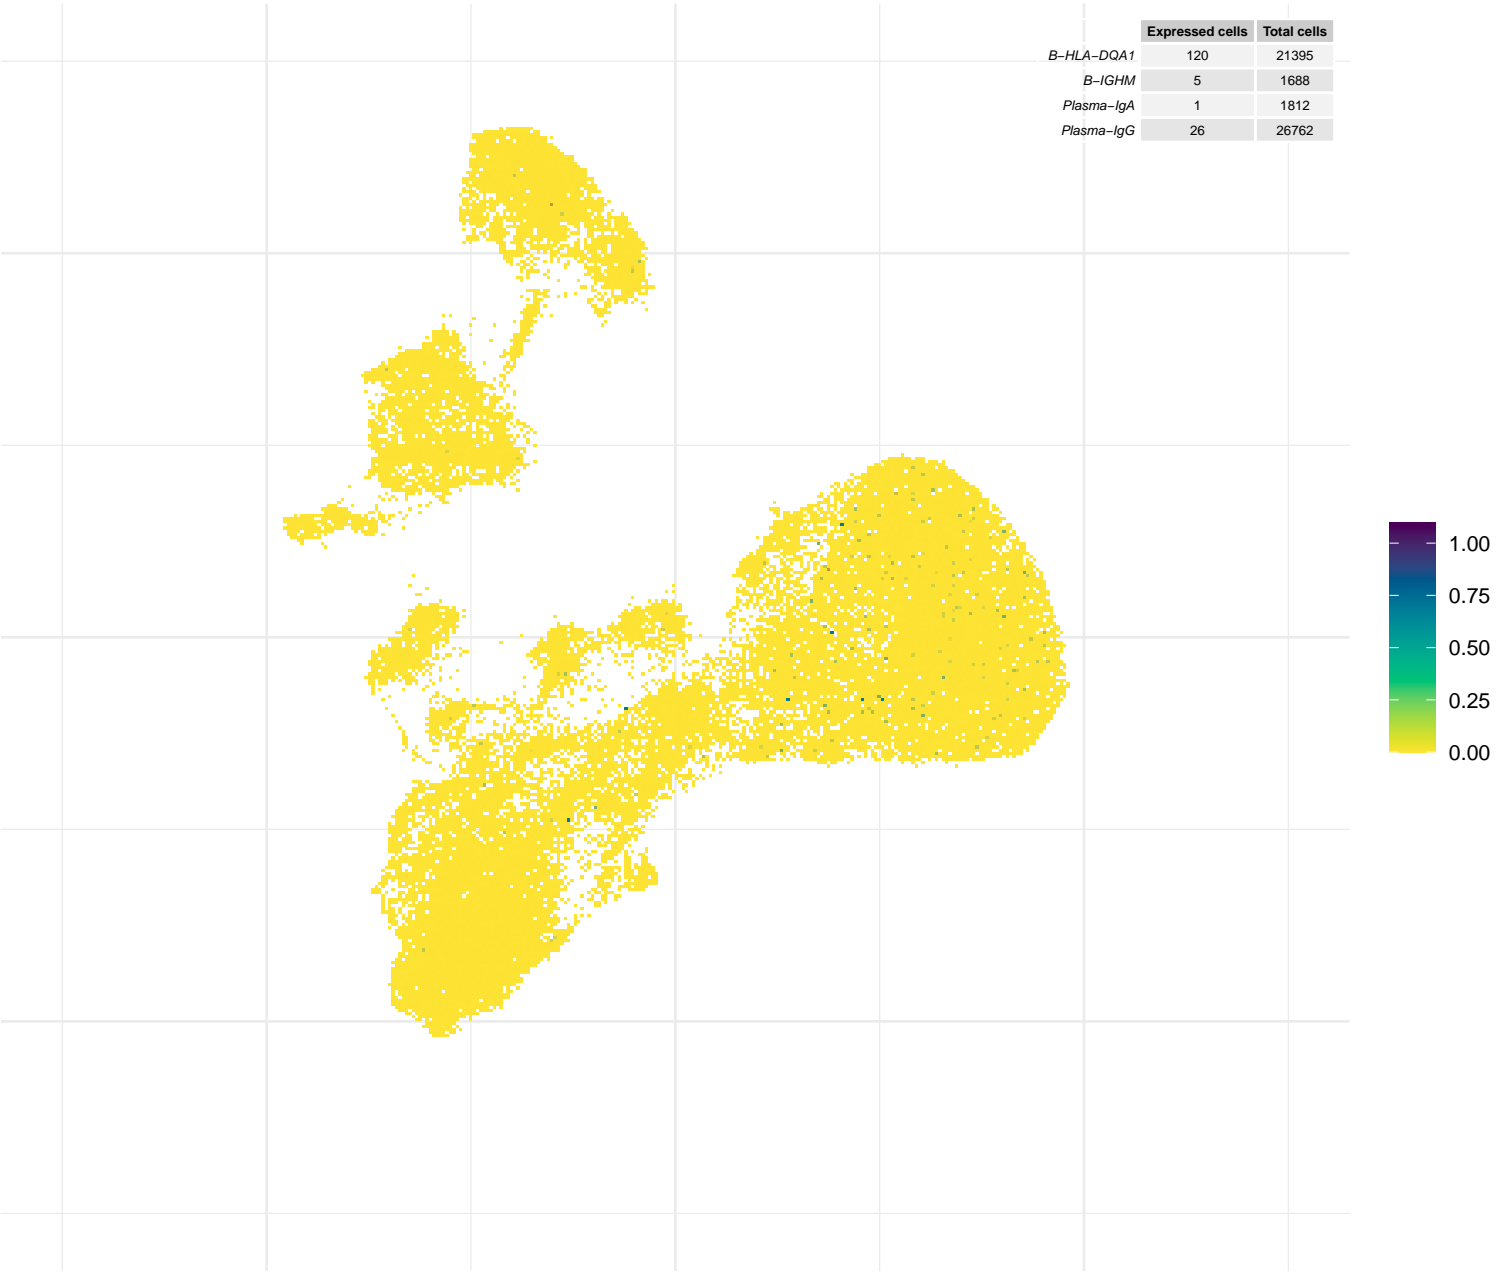 Expressed cells Total cells
B−HLA−DQA1 120 21395
B−IGHM 5 1688
Plasma−IgA 1 1812
Plasma−IgG 26 26762
1.00
0.75
0.50
0.25
0.00